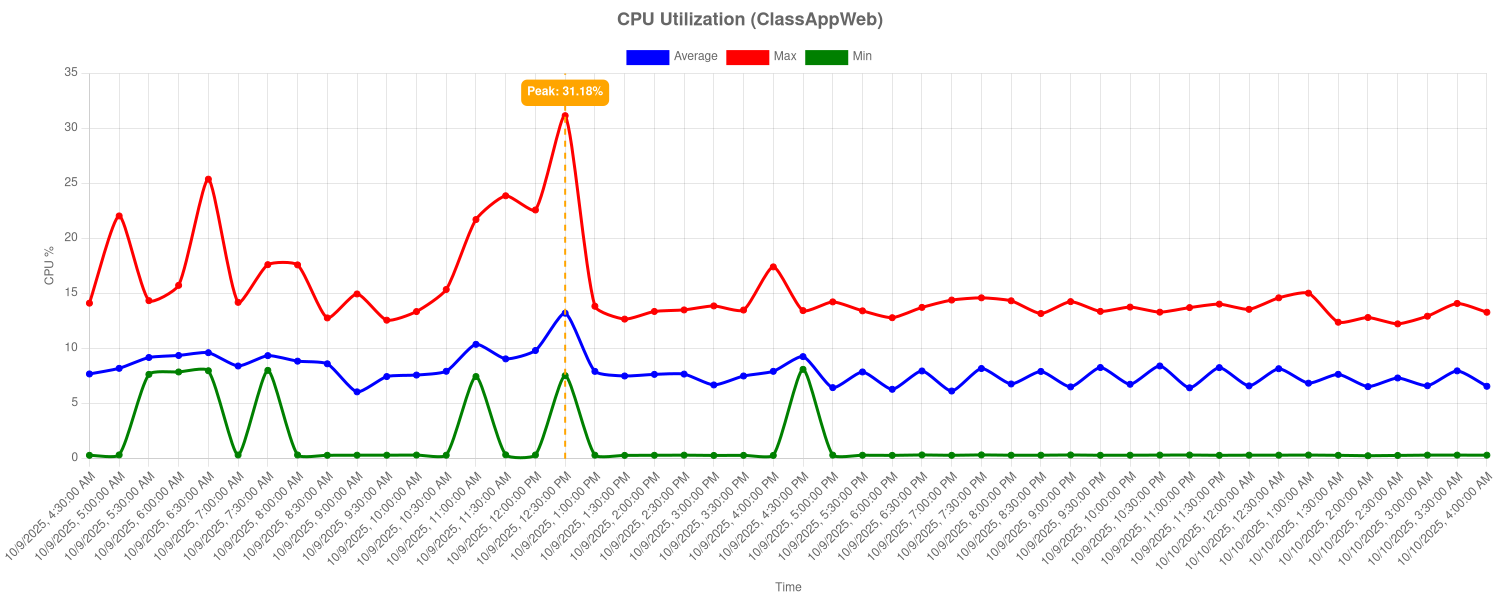 CPU Utilization (ClassAppWeb)
Average Max Min
Peak: 31.18%
35
30
25
20
15
10
5
0
CPU %
10/9/2025, 4:30:00 AM
10/9/2025, 5:00:00 AM
10/9/2025, 5:30:00 AM
10/9/2025, 6:00:00 AM
10/9/2025, 6:30:00 AM
10/9/2025, 7:00:00 AM
10/9/2025, 7:30:00 AM
10/9/2025, 8:00:00 AM
10/9/2025, 8:30:00 AM
10/9/2025, 9:00:00 AM
10/9/2025, 9:30:00 AM
10/9/2025, 10:00:00 AM
10/9/2025, 10:30:00 AM
10/9/2025, 11:00:00 AM
10/9/2025, 11:30:00 AM
10/9/2025, 12:00:00 PM
10/9/2025, 12:30:00 PM
10/9/2025, 1:00:00 PM
10/9/2025, 1:30:00 PM
10/9/2025, 2:00:00 PM
10/9/2025, 2:30:00 PM
10/9/2025, 3:00:00 PM
10/9/2025, 3:30:00 PM
10/9/2025, 4:00:00 PM
10/9/2025, 4:30:00 PM
10/9/2025, 5:00:00 PM
10/9/2025, 5:30:00 PM
10/9/2025, 6:00:00 PM
10/9/2025, 6:30:00 PM
10/9/2025, 7:00:00 PM
10/9/2025, 7:30:00 PM
10/9/2025, 8:00:00 PM
10/9/2025, 8:30:00 PM
10/9/2025, 9:00:00 PM
10/9/2025, 9:30:00 PM
10/9/2025, 10:00:00 PM
10/9/2025, 10:30:00 PM
10/9/2025, 11:00:00 PM
10/9/2025, 11:30:00 PM
10/10/2025, 12:00:00 AM
10/10/2025, 12:30:00 AM
10/10/2025, 1:00:00 AM
10/10/2025, 1:30:00 AM
10/10/2025, 2:00:00 AM
10/10/2025, 2:30:00 AM
10/10/2025, 3:00:00 AM
10/10/2025, 3:30:00 AM
10/10/2025, 4:00:00 AM
Time